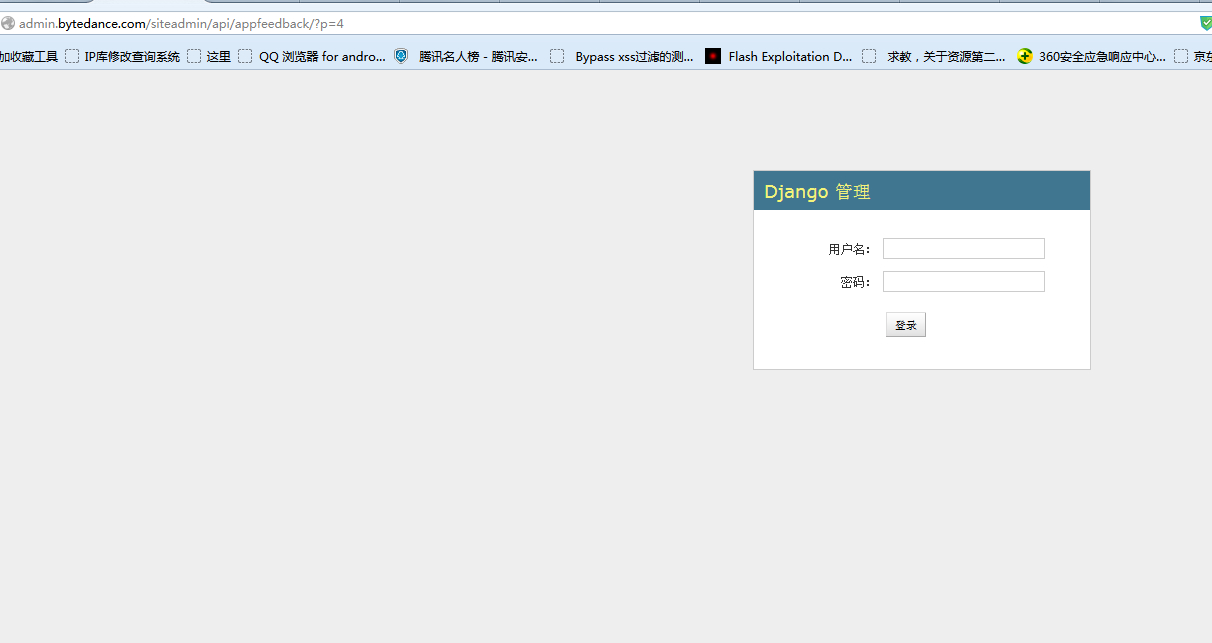 admin.bytedance.com/siteadmin/api/appfeedback/?p=4
加收藏工具 IP库修改查询系统 这里 QQ 浏览器 for andro... 腾讯名人榜 - 腾讯安... Bypass xss过滤的测... Flash Exploitation D... 求教，关于资源第二... 360安全应急响应中心... 京东
Django 管理
用户名：
密码：
登录